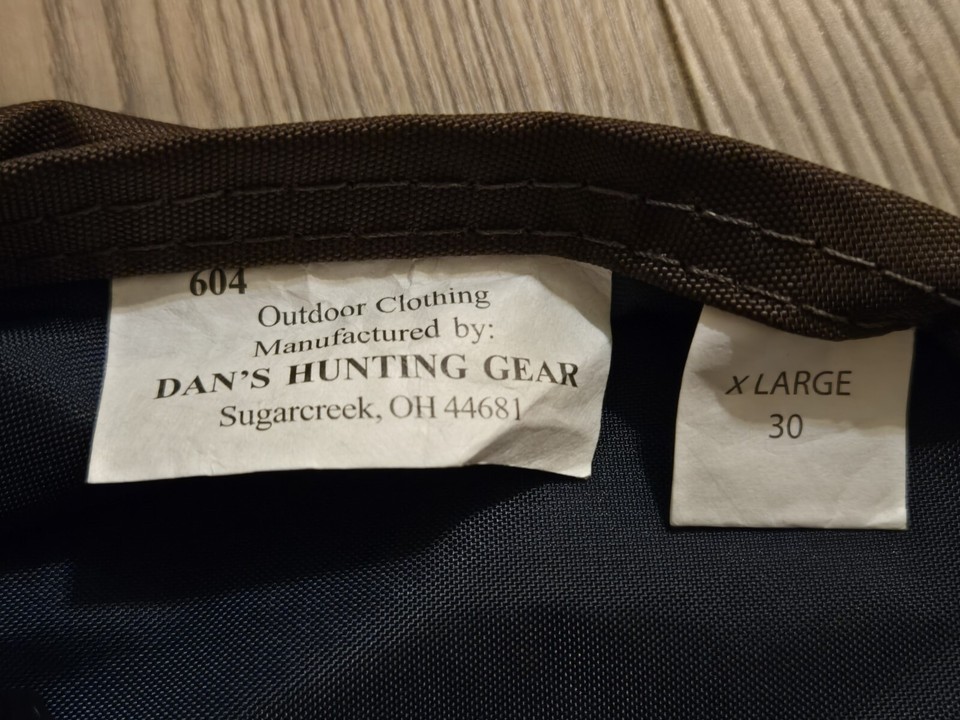 604
Outdoor Clothing
Manufactured by:
DAN'S HUNTING GEAR
Sugarcreek, OH 44681
X LARGE
30